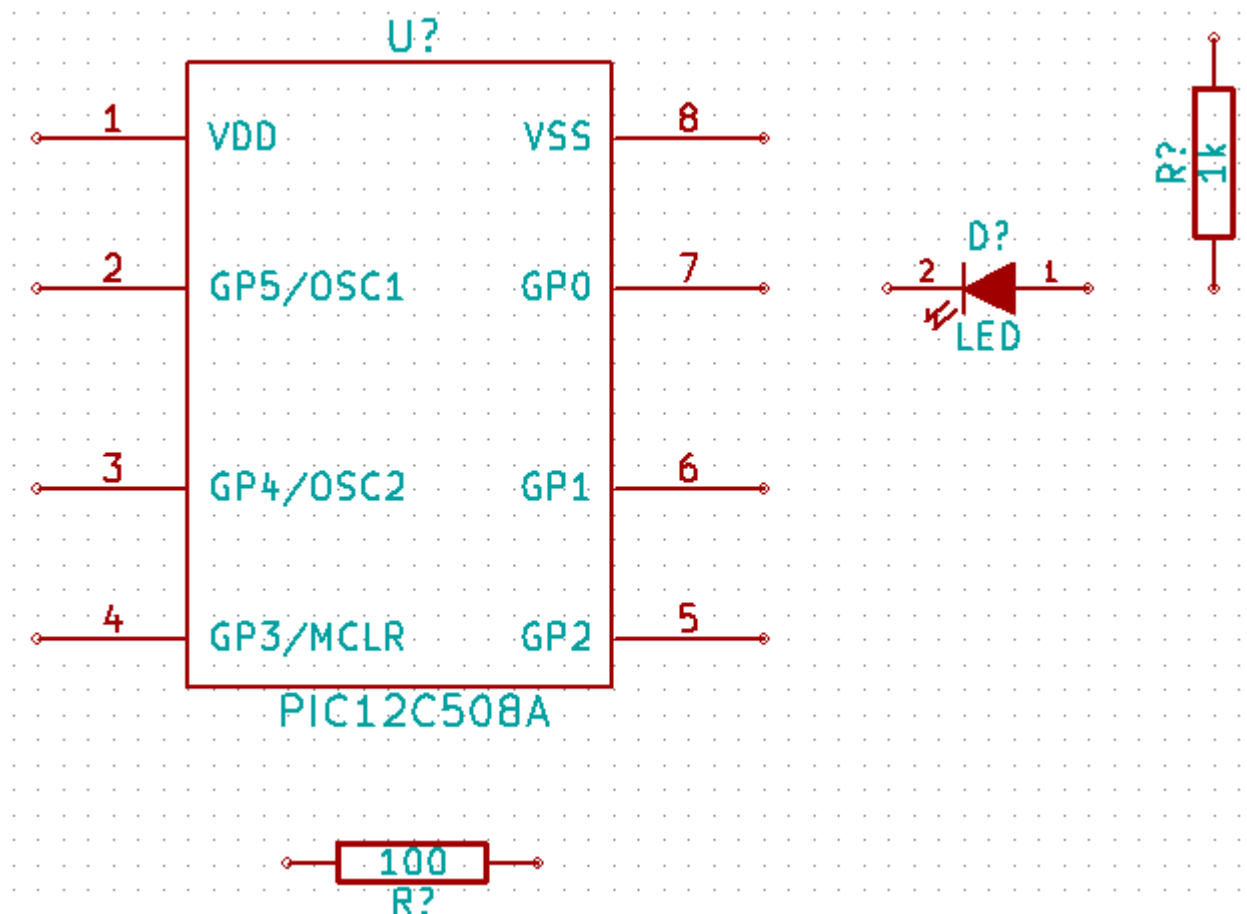 U?
1 VDD VSS 8
R? 1k
D?
2 GP5/OSC1 GP0 7
2 1
LED
3 GP4/OSC2 GP1 6
4 GP3/MCLR GP2 5
PIC12C508A
100
R?